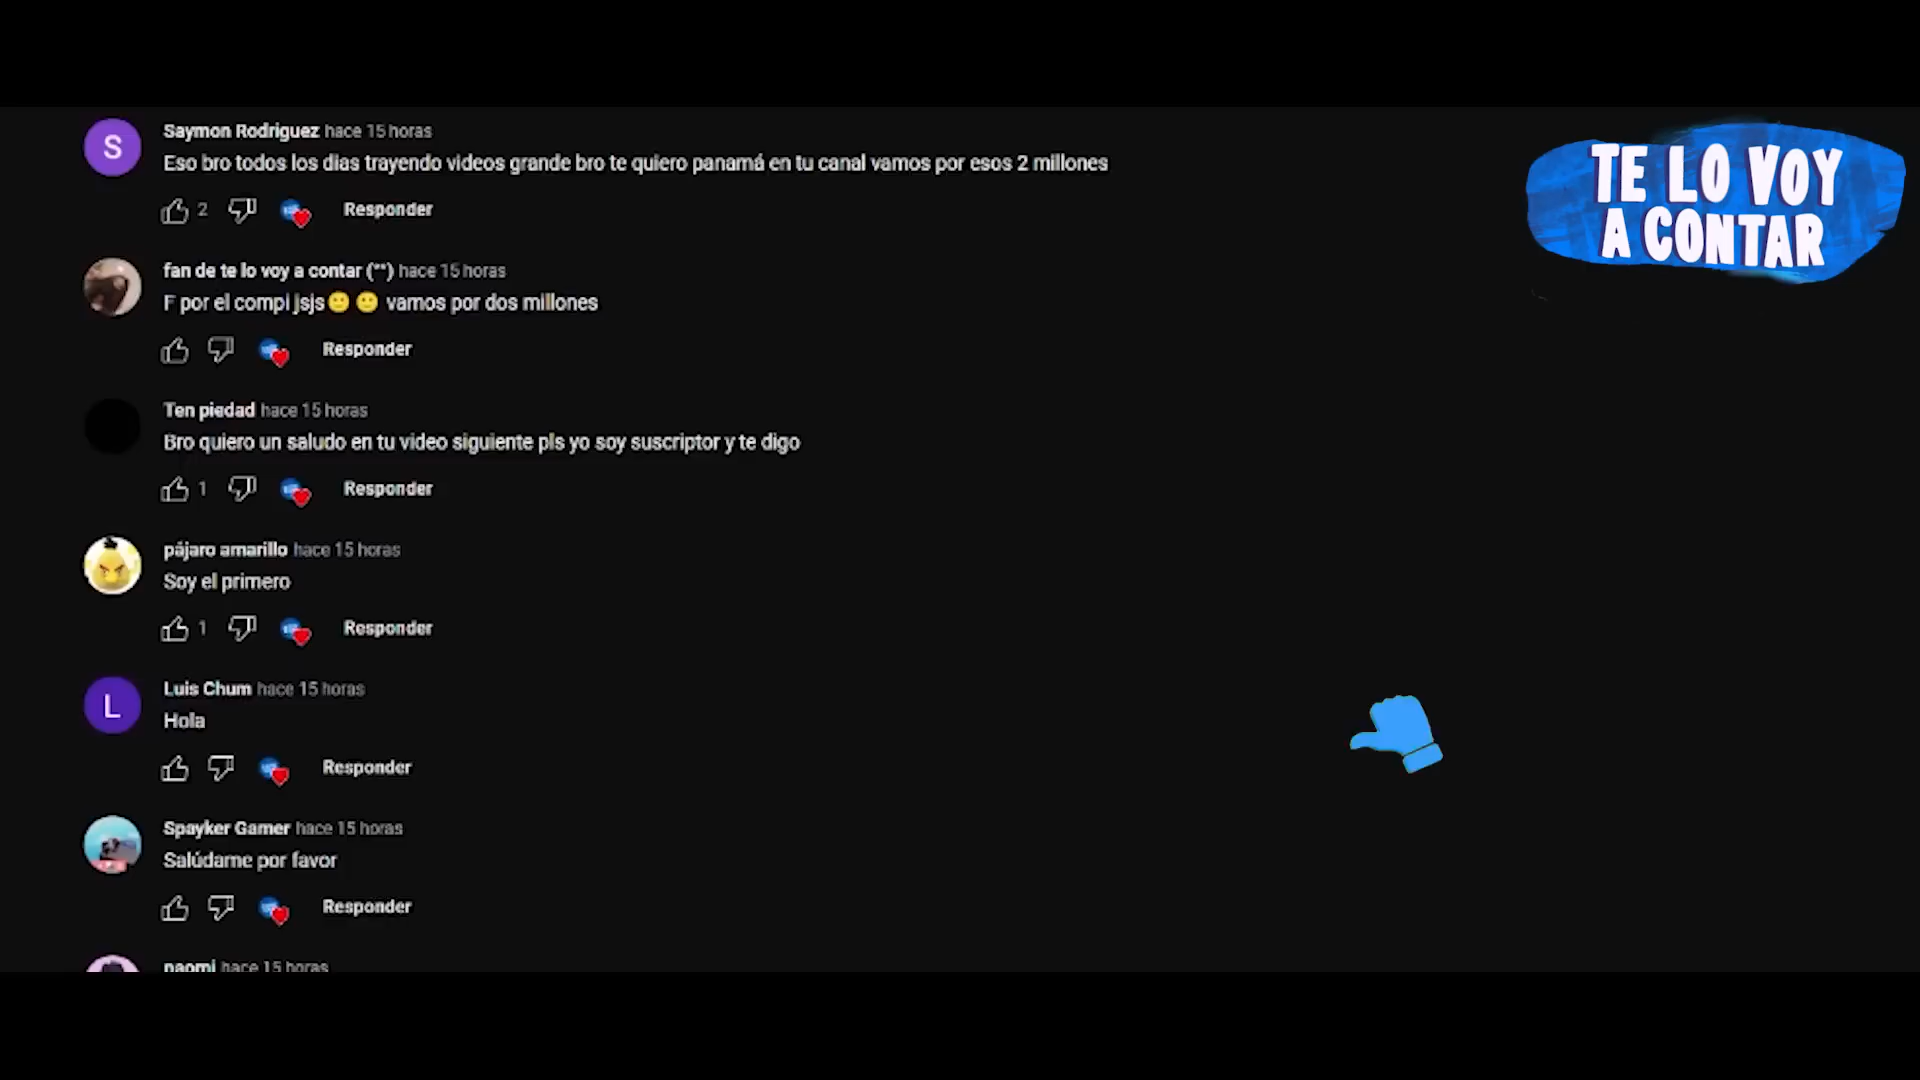 TE LO VOY
A CONTAR
Saymon Rodriguez hace 15 horas
Eso bro todos los dias trayendo videos grande bro te quiero panamá en tu canal vamos por esos 2 millones
2 Responder
fan de te lo voy a contar (¨) hace 15 horas
F por el compi jsjs🙂🙂 vamos por dos millones
Responder
Ten piedad hace 15 horas
Bro quiero un saludo en tu video siguiente pls yo soy suscriptor y te digo
1 Responder
pájaro amarillo hace 15 horas
Soy el primero
1 Responder
Luis Chum hace 15 horas
Hola
Responder
Spayker Gamer hace 15 horas
Salúdame por favor
Responder
naomi hace 15 horas